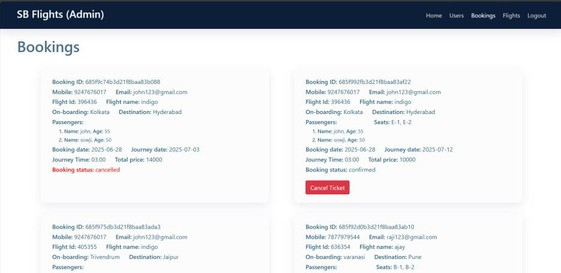 SB Flights (Admin)
Home Users Bookings Flights Logout
Bookings
Booking ID: 685f9c74b3d21f8baa83b088
Mobile: 9247676017 Email: john123@gmail.com
Flight Id: 396436 Flight name: indigo
On-boarding: Kolkata Destination: Hyderabad
Passengers:
1. Name: john, Age: 55
2. Name: sowji, Age: 50
Booking date: 2025-06-28 Journey date: 2025-07-03
Journey Time: 03:00 Total price: 14000
Booking status: cancelled
Booking ID: 685f992fb3d21f8baa83af22
Mobile: 9247676017 Email: john123@gmail.com
Flight Id: 396436 Flight name: indigo
On-boarding: Kolkata Destination: Hyderabad
Passengers: Seats: E-1, E-2
1. Name: john, Age: 55
2. Name: sowji, Age: 50
Booking date: 2025-06-28 Journey date: 2025-07-12
Journey Time: 03:00 Total price: 10000
Booking status: confirmed
Cancel Ticket
Booking ID: 685f975db3d21f8baa83ada3
Mobile: 9247676017 Email: john123@gmail.com
Flight Id: 405355 Flight name: indigo
On-boarding: Trivendrum Destination: Jaipur
Passengers:
Booking ID: 685f92d0b3d21f8baa83ab10
Mobile: 7877979544 Email: raji123@gmail.com
Flight Id: 636354 Flight name: ajay
On-boarding: varanasi Destination: Pune
Passengers: Seats: B-1, B-2